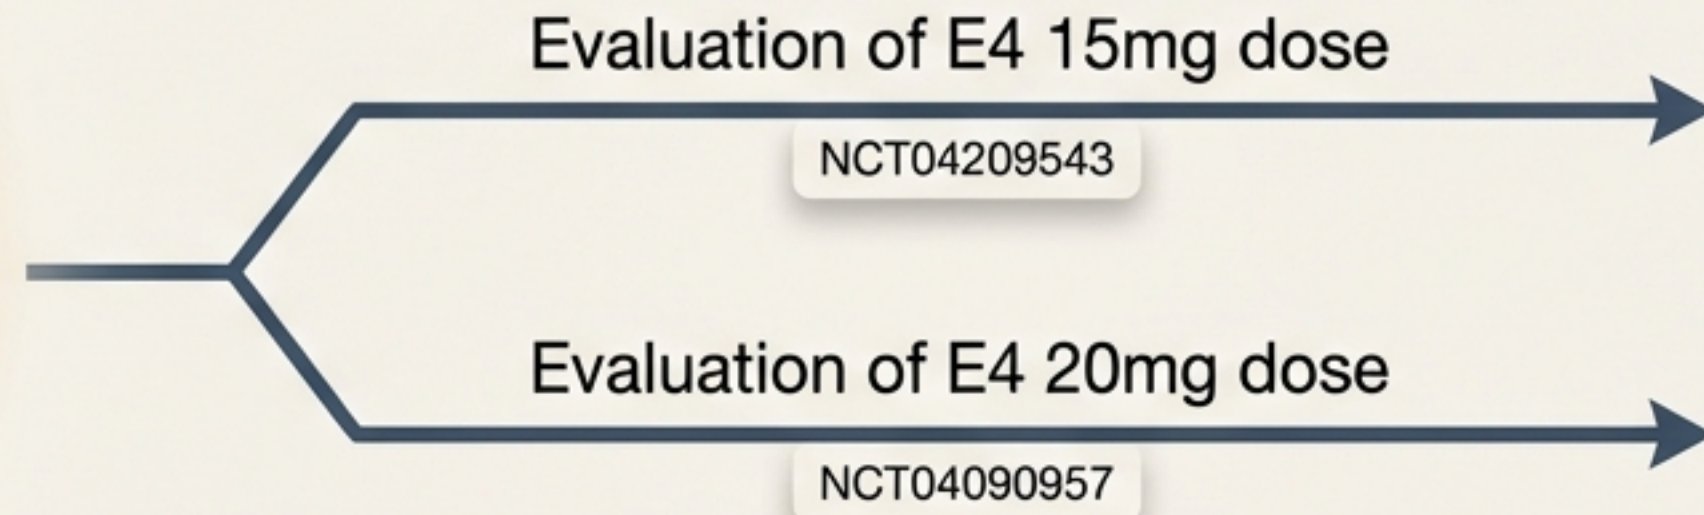 Evaluation of E4 15mg dose
NCT04209543
Evaluation of E4 20mg dose
NCT04090957